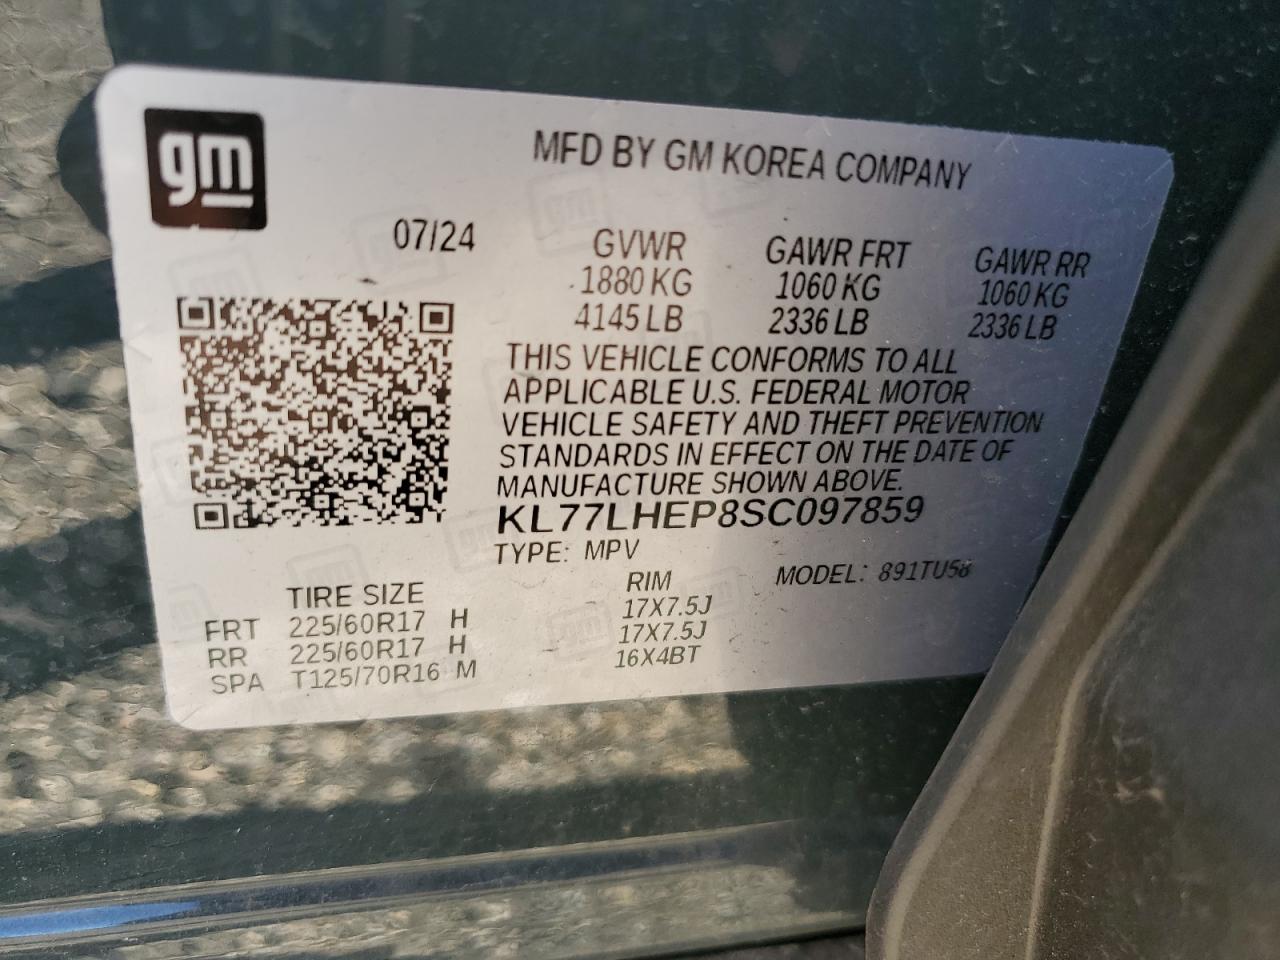 gm
MFD BY GM KOREA COMPANY
07/24
GVWR GAWR FRT GAWR RR
1880 KG 1060 KG 1060 KG
4145 LB 2336 LB 2336 LB
THIS VEHICLE CONFORMS TO ALL
APPLICABLE U.S. FEDERAL MOTOR
VEHICLE SAFETY AND THEFT PREVENTION
STANDARDS IN EFFECT ON THE DATE OF
MANUFACTURE SHOWN ABOVE.
KL77LHEP8SC097859
TYPE: MPV MODEL: 891TU58
TIRE SIZE RIM
FRT 225/60R17 H 17X7.5J
RR 225/60R17 H 17X7.5J
SPA T125/70R16 M 16X4BT